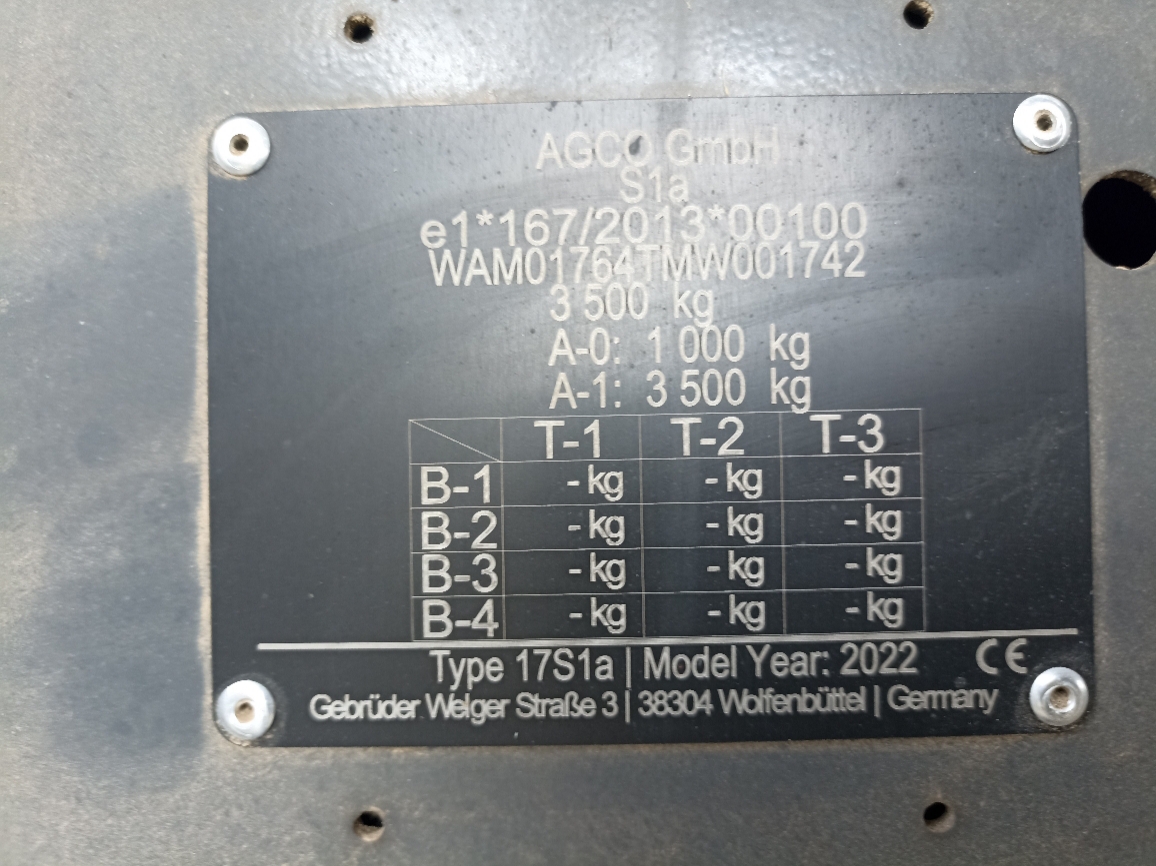 AGCO GmbH
S1a
e1*167/2013*00100
WAM01764TMW001742
3 500 kg
A-0: 1 000 kg
A-1: 3 500 kg
T-1 T-2 T-3
B-1 - kg - kg - kg
B-2 - kg - kg - kg
B-3 - kg - kg - kg
B-4 - kg - kg - kg
Type 17S1a | Model Year: 2022 CE
Gebrüder Welger Straße 3 | 38304 Wolfenbüttel | Germany